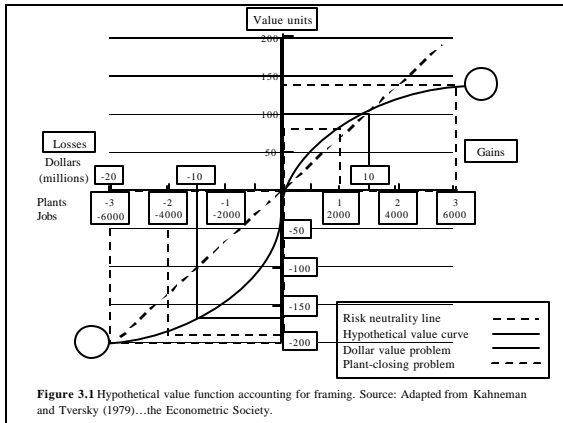 Value units
200
150
100
50
Losses
Gains
Dollars
(millions)
-20
-10
10
Plants
Jobs
-3
-6000
-2
-4000
-1
-2000
1
2000
2
4000
3
6000
-50
-100
-150
-200
Risk neutrality line
Hypothetical value curve
Dollar value problem
Plant-closing problem
Figure 3.1 Hypothetical value function accounting for framing. Source: Adapted from Kahneman
and Tversky (1979)…the Econometric Society.